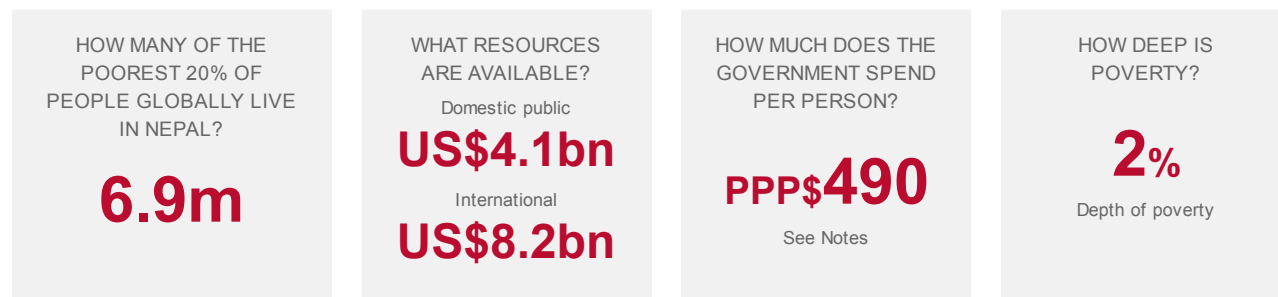 HOW MANY OF THE
POOREST 20% OF
PEOPLE GLOBALLY LIVE
IN NEPAL?
6.9m
WHAT RESOURCES
ARE AVAILABLE?
Domestic public
US$4.1bn
International
US$8.2bn
HOW MUCH DOES THE
GOVERNMENT SPEND
PER PERSON?
PPP$490
See Notes
HOW DEEP IS
POVERTY?
2%
Depth of poverty